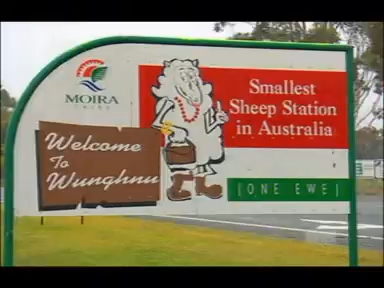 MOIRA
SHIRE
Welcome
To
Wunghnu
Smallest
Sheep Station
in Australia
[ONE EWE]